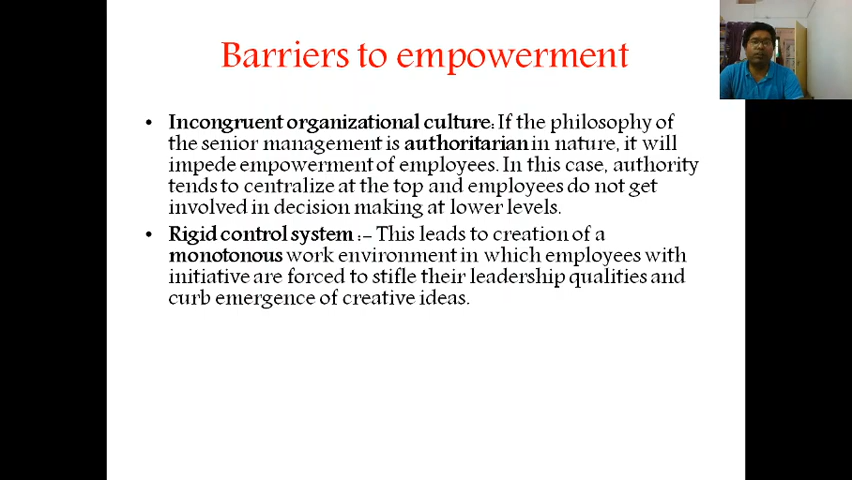 Barriers to empowerment
• Incongruent organizational culture: If the philosophy of
the senior management is authoritarian in nature, it will
impede empowerment of employees. In this case, authority
tends to centralize at the top and employees do not get
involved in decision making at lower levels.
• Rigid control system :- This leads to creation of a
monotonous work environment in which employees with
initiative are forced to stifle their leadership qualities and
curb emergence of creative ideas.